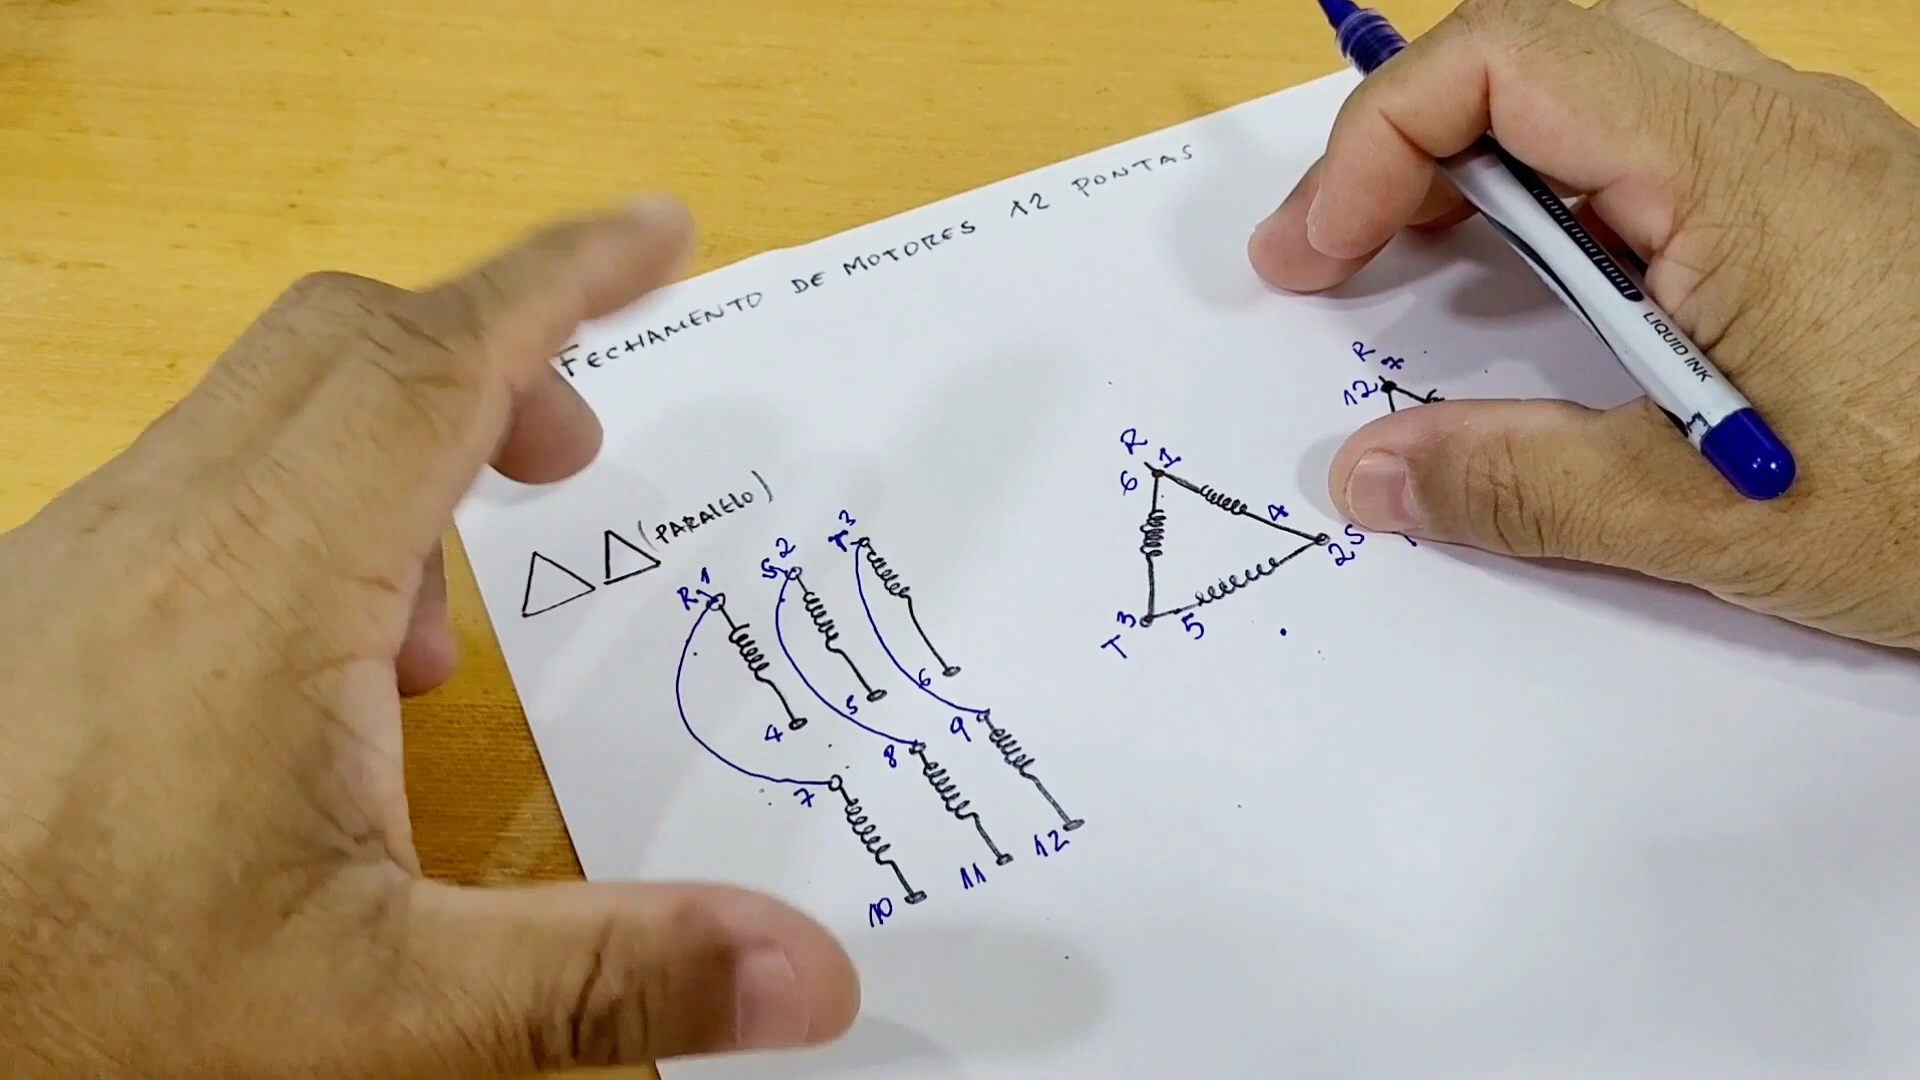 FECHAMENTO DE MOTORES 12 PONTAS
(PARALELO)
R 1
S 2
T 3
4
5
6
7
8
9
10
11
12
R
6 1
4
2 S
3
T
5
R
12 7
LIQUID INK